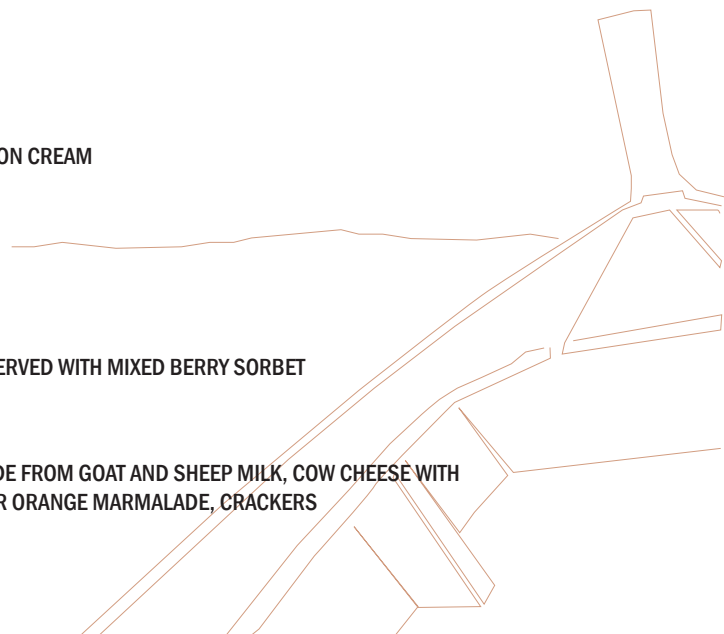 ON CREAM
ERVED WITH MIXED BERRY SORBET
DE FROM GOAT AND SHEEP MILK, COW CHEESE WITH
R ORANGE MARMALADE, CRACKERS